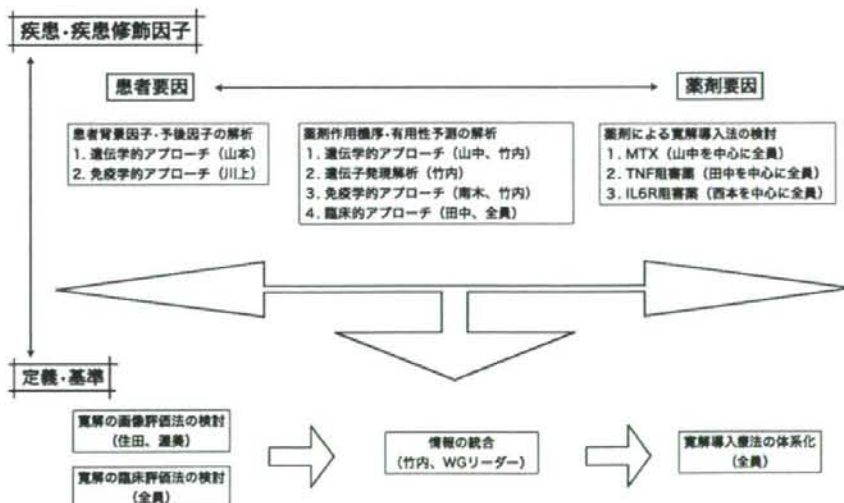 疾患・疾患修飾因子
患者要因
薬剤要因
患者背景因子・予後因子の解析
1. 遺伝学的アプローチ（山本）
2. 免疫学的アプローチ（川上）
薬剤作用機序・有用性予測の解析
1. 遺伝学的アプローチ（山中、竹内）
2. 遺伝子発現解析（竹内）
3. 免疫学的アプローチ（南木、竹内）
4. 臨床的アプローチ（田中、全員）
薬剤による寛解導入法の検討
1. MTX（山中を中心に全員）
2. TNF阻害薬（田中を中心に全員）
3. IL6R阻害薬（西本を中心に全員）
定義・基準
寛解の画像評価法の検討
（住田、渥美）
寛解の臨床評価法の検討
（全員）
情報の統合
（竹内、WGリーダー）
寛解導入療法の体系化
（全員）